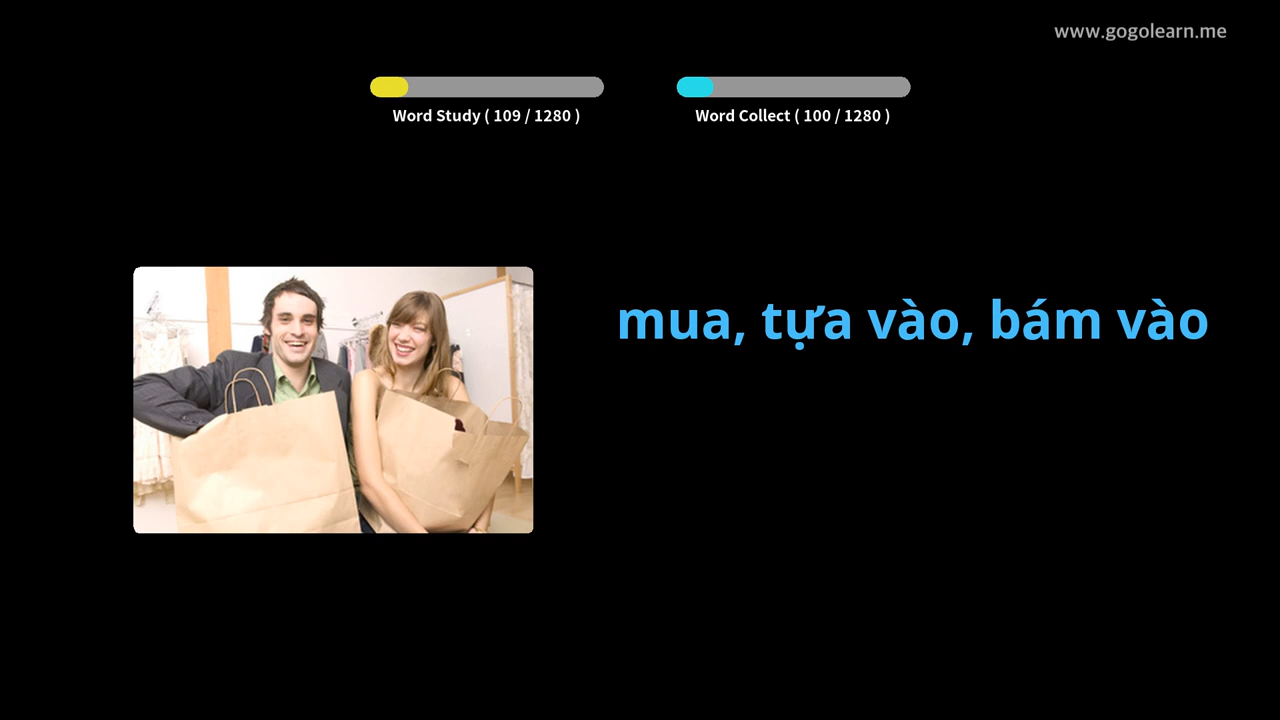 www.gogolearn.me
Word Study ( 109 / 1280 )
Word Collect ( 100 / 1280 )
mua, tựa vào, bám vào